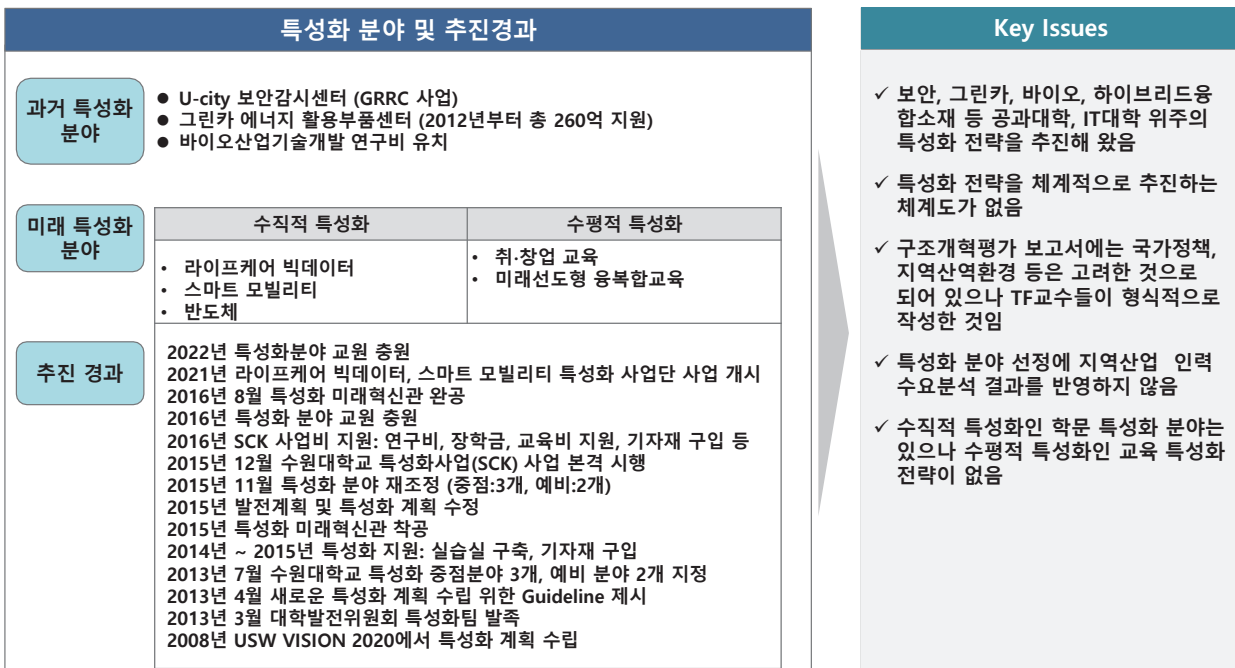 특성화 분야 및 추진경과
과거 특성화
분야
● U-city 보안감시센터 (GRRC 사업)
● 그린카 에너지 활용부품센터 (2012년부터 총 260억 지원)
● 바이오산업기술개발 연구비 유치
미래 특성화
분야
수직적 특성화
수평적 특성화
• 라이프케어 빅데이터
• 스마트 모빌리티
• 반도체
• 취·창업 교육
• 미래선도형 융복합교육
추진 경과
2022년 특성화분야 교원 충원
2021년 라이프케어 빅데이터, 스마트 모빌리티 특성화 사업단 사업 개시
2016년 8월 특성화 미래혁신관 완공
2016년 특성화 분야 교원 충원
2016년 SCK 사업비 지원: 연구비, 장학금, 교육비 지원, 기자재 구입 등
2015년 12월 수원대학교 특성화사업(SCK) 사업 본격 시행
2015년 11월 특성화 분야 재조정 (중점:3개, 예비:2개)
2015년 발전계획 및 특성화 계획 수정
2015년 특성화 미래혁신관 착공
2014년 ~ 2015년 특성화 지원: 실습실 구축, 기자재 구입
2013년 7월 수원대학교 특성화 중점분야 3개, 예비 분야 2개 지정
2013년 4월 새로운 특성화 계획 수립 위한 Guideline 제시
2013년 3월 대학발전위원회 특성화팀 발족
2008년 USW VISION 2020에서 특성화 계획 수립
Key Issues
✓ 보안, 그린카, 바이오, 하이브리드융
합소재 등 공과대학, IT대학 위주의
특성화 전략을 추진해 왔음
✓ 특성화 전략을 체계적으로 추진하는
체계도가 없음
✓ 구조개혁평가 보고서에는 국가정책,
지역산역환경 등은 고려한 것으로
되어 있으나 TF교수들이 형식적으로
작성한 것임
✓ 특성화 분야 선정에 지역산업 인력
수요분석 결과를 반영하지 않음
✓ 수직적 특성화인 학문 특성화 분야는
있으나 수평적 특성화인 교육 특성화
전략이 없음